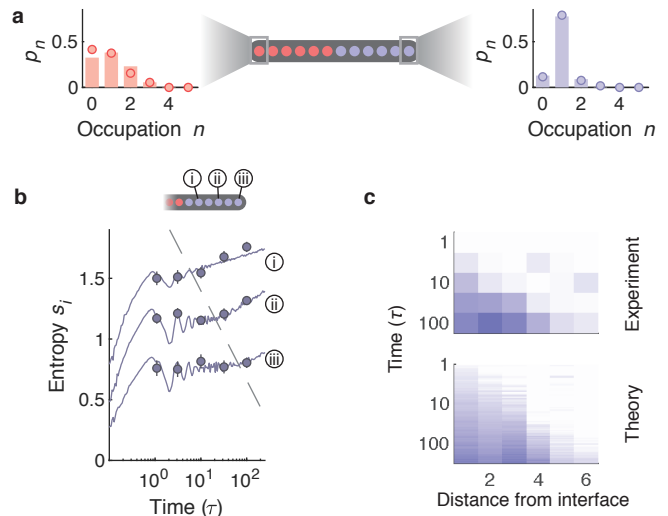 a
p_n
0.5
0
0 2 4
Occupation n
0.5
0
0 2 4
Occupation n
b
i ii iii
Entropy s_i
1.5
1
0.5
0
i
ii
iii
10^0 10^1 10^2
Time (τ)
c
Time (τ)
1
10
100
Experiment
1
10
100
Theory
2 4 6
Distance from interface
p_n